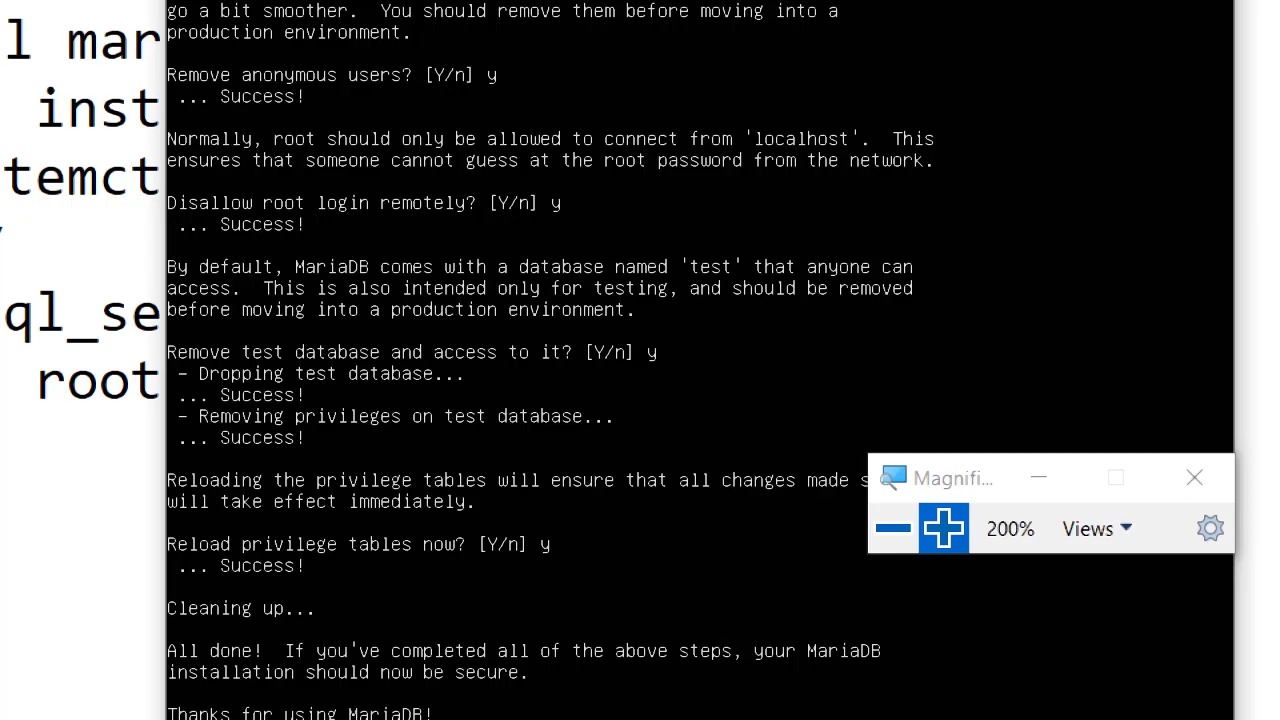 go a bit smoother.  You should remove them before moving into a
production environment.
Remove anonymous users? [Y/n] y
... Success!
Normally, root should only be allowed to connect from 'localhost'.  This
ensures that someone cannot guess at the root password from the network.
Disallow root login remotely? [Y/n] y
... Success!
By default, MariaDB comes with a database named 'test' that anyone can
access.  This is also intended only for testing, and should be removed
before moving into a production environment.
Remove test database and access to it? [Y/n] y
- Dropping test database...
... Success!
- Removing privileges on test database...
... Success!
Reloading the privilege tables will ensure that all changes made s
will take effect immediately.
Reload privilege tables now? [Y/n] y
... Success!
Cleaning up...
All done!  If you've completed all of the above steps, your MariaDB
installation should now be secure.
Thanks for using MariaDB!
l mar
inst
temct
ql_se
root
Magnifi...
200%
Views